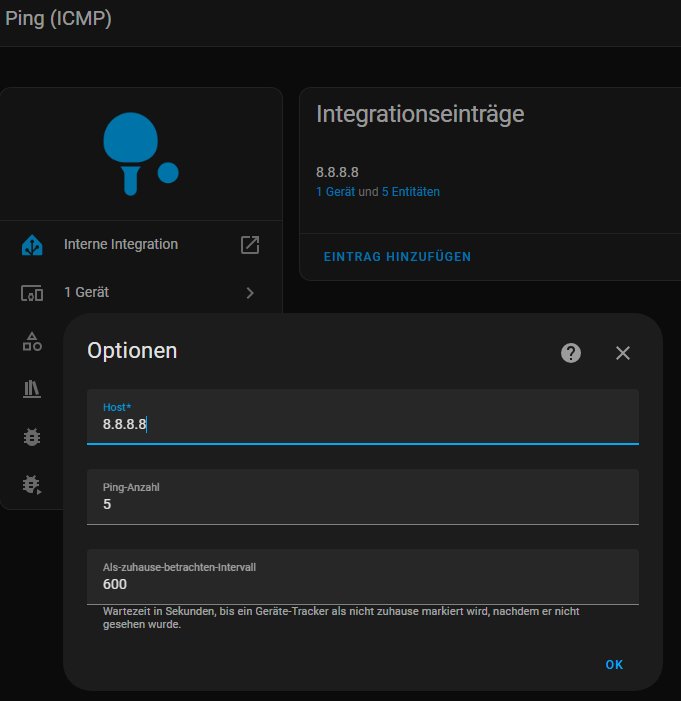 Ping (ICMP)
Integrationseinträge
8.8.8.8
1 Gerät und 5 Entitäten
Interne Integration
EINTRAG HINZUFÜGEN
1 Gerät
Optionen
Host*
8.8.8.8
Ping-Anzahl
5
Als-zuhause-betrachten-Intervall
600
Wartezeit in Sekunden, bis ein Geräte-Tracker als nicht zuhause markiert wird, nachdem er nicht
gesehen wurde.
OK